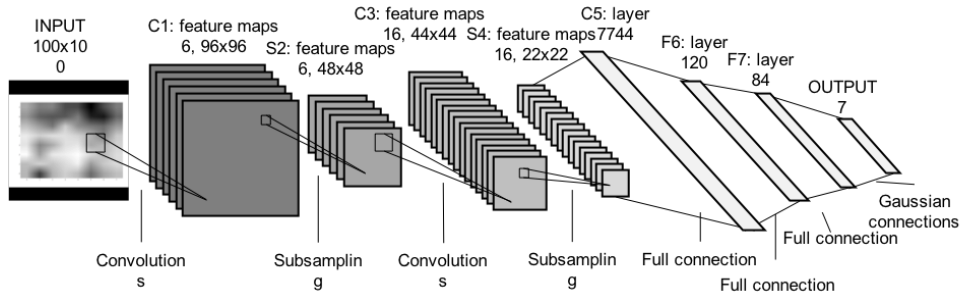 INPUT
100x10
0
C1: feature maps
6, 96x96
S2: feature maps
6, 48x48
C3: feature maps
16, 44x44
S4: feature maps
16, 22x22
C5: layer
7744
F6: layer
120
F7: layer
84
OUTPUT
7
Convolution
s
Subsamplin
g
Convolution
s
Subsamplin
g
Full connection
Full connection
Full connection
Gaussian
connections